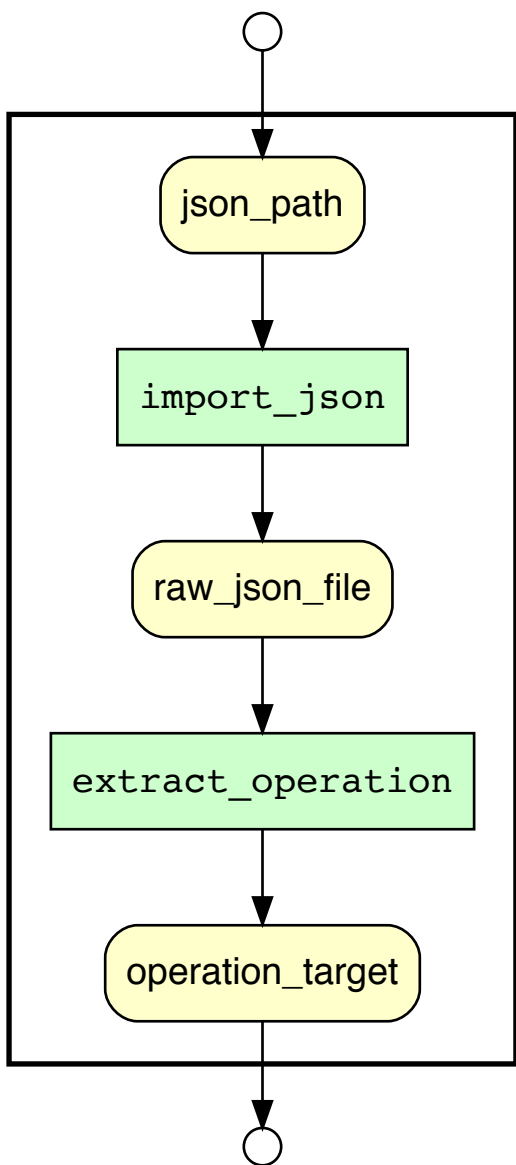 json_path
import_json
raw_json_file
extract_operation
operation_target